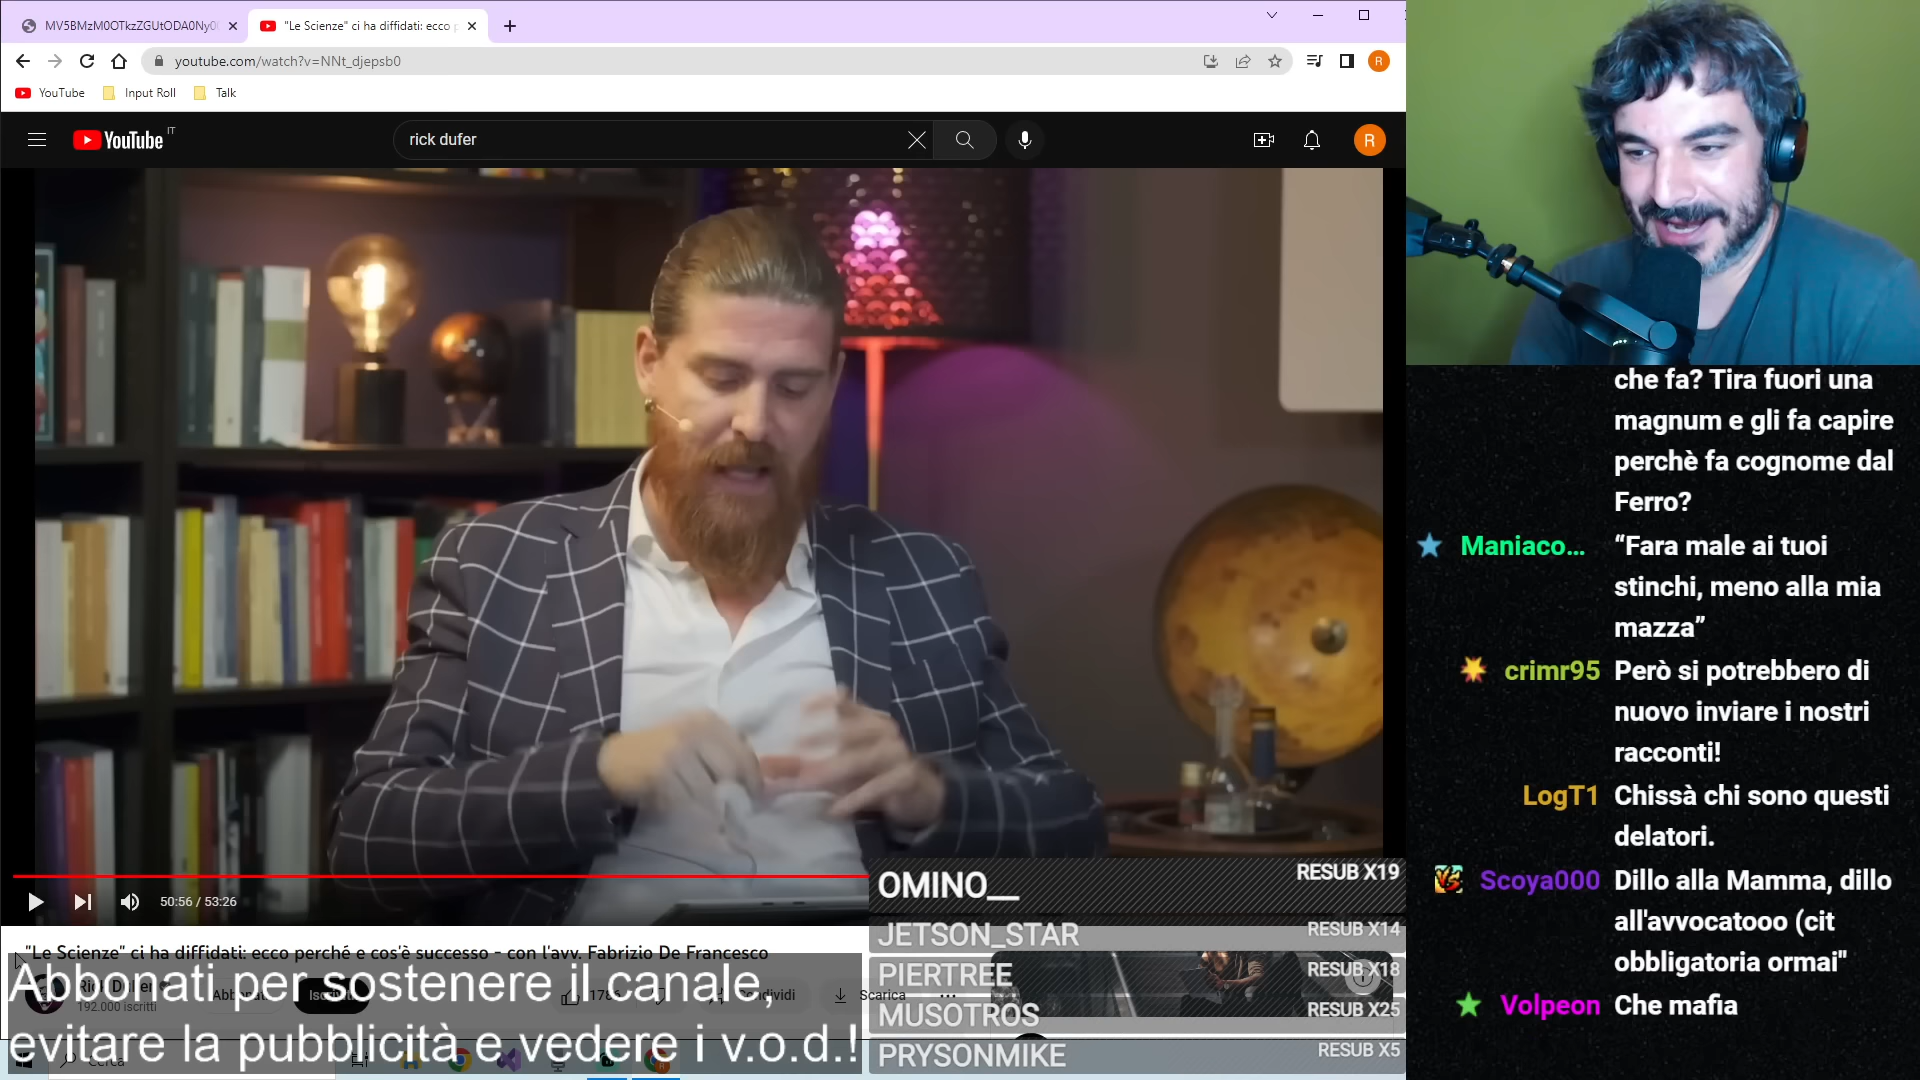 MV5BMzM0OTkzZGUtODA0Ny00
"Le Scienze" ci ha diffidati: ecco p
youtube.com/watch?v=NNt_djepsb0
R
YouTube
Input Roll
Talk
YouTube IT
rick dufer
R
50:56 / 53:26
"Le Scienze" ci ha diffidati: ecco perché e cos'è successo - con l'avv. Fabrizio De Francesco
Rick Dufer
192.000 iscritti
Scarica
Abbonati per sostenere il canale,
evitare la pubblicità e vedere i v.o.d.!
Cerca
OMINO__ RESUB X19
JETSON_STAR RESUB X14
PIERTREE RESUB X18
MUSOTROS RESUB X25
PRYSONMIKE RESUB X5
che fa? Tira fuori una
magnum e gli fa capire
perchè fa cognome dal
Ferro?
Maniaco... “Fara male ai tuoi
stinchi, meno alla mia
mazza”
crimr95 Però si potrebbero di
nuovo inviare i nostri
racconti!
LogT1 Chissà chi sono questi
delatori.
Scoya000 Dillo alla Mamma, dillo
all'avvocatooo (cit
obbligatoria ormai"
Volpeon Che mafia